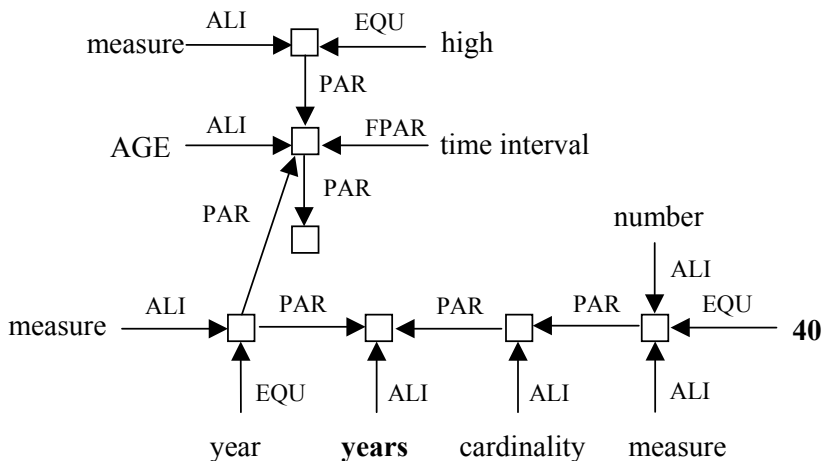 ALI EQU
measure high
PAR
ALI FPAR
AGE time interval
PAR PAR
number
ALI
ALI PAR PAR PAR EQU
measure 40
EQU ALI ALI ALI
year years cardinality measure